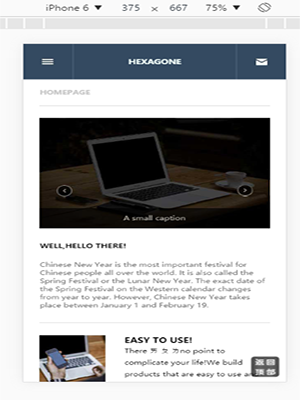 iPhone 6 ▼ 375 × 667 75% ▼
HEXAGONE
HOMEPAGE
A small caption
WELL,HELLO THERE!
Chinese New Year is the most important festival for
Chinese people all over the world. It is also called the
Spring Festival or the Lunar New Year. The exact date of
the Spring Festival on the Western calendar changes
from year to year. However, Chinese New Year takes
place between January 1 and February 19.
EASY TO USE!
There no point to
complicate your life!We build
products that are easy to use an
返回
顶部